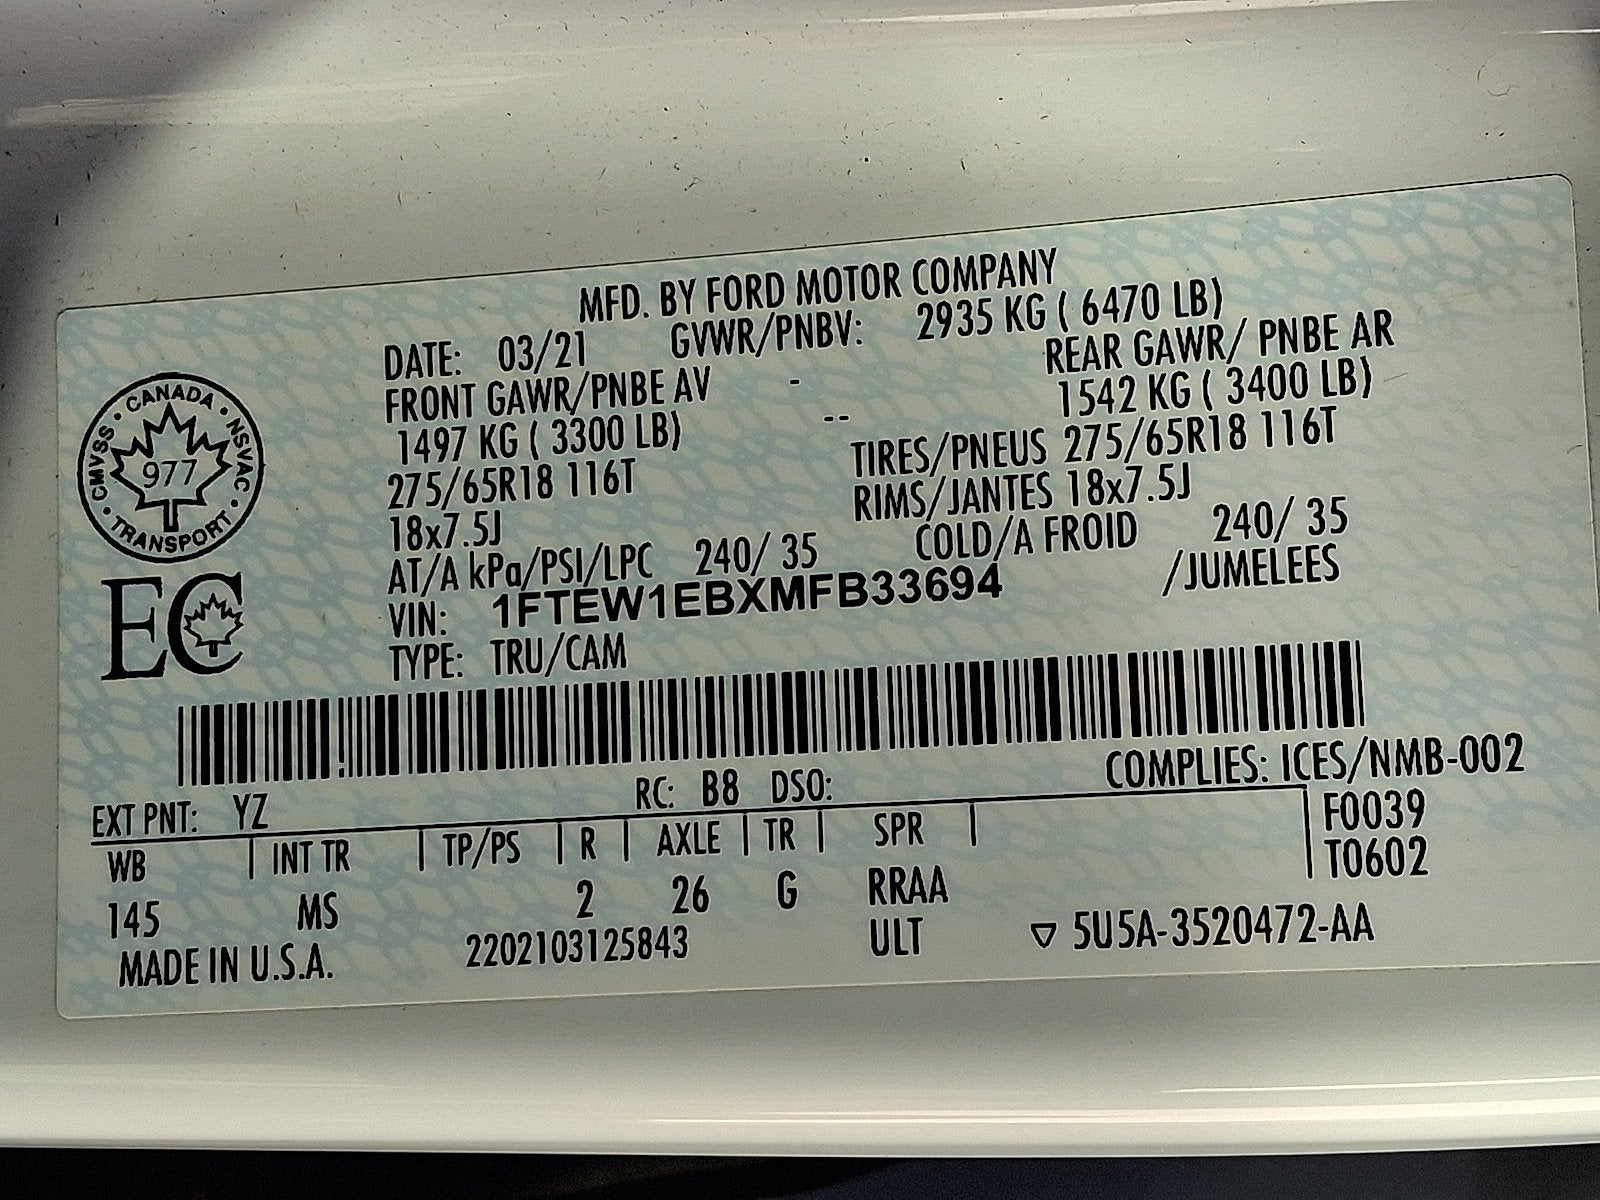 MFD. BY FORD MOTOR COMPANY
DATE: 03/21 GVWR/PNBV: 2935 KG ( 6470 LB)
FRONT GAWR/PNBE AV - REAR GAWR/ PNBE AR
1497 KG ( 3300 LB) -- 1542 KG ( 3400 LB)
275/65R18 116T TIRES/PNEUS 275/65R18 116T
18x7.5J RIMS/JANTES 18x7.5J
AT/A kPa/PSI/LPC 240/ 35 COLD/A FROID 240/ 35
VIN: 1FTEW1EBXMFB33694 /JUMELEES
TYPE: TRU/CAM
CANADA · NSVAC · TRANSPORT · CMVSS ·
977
EC
COMPLIES: ICES/NMB-002
EXT PNT: YZ RC: B8 DSO: F0039
WB | INT TR | TP/PS | R | AXLE | TR | SPR | T0602
145 MS 2 26 G RRAA
MADE IN U.S.A. 2202103125843 ULT ▽ 5U5A-3520472-AA